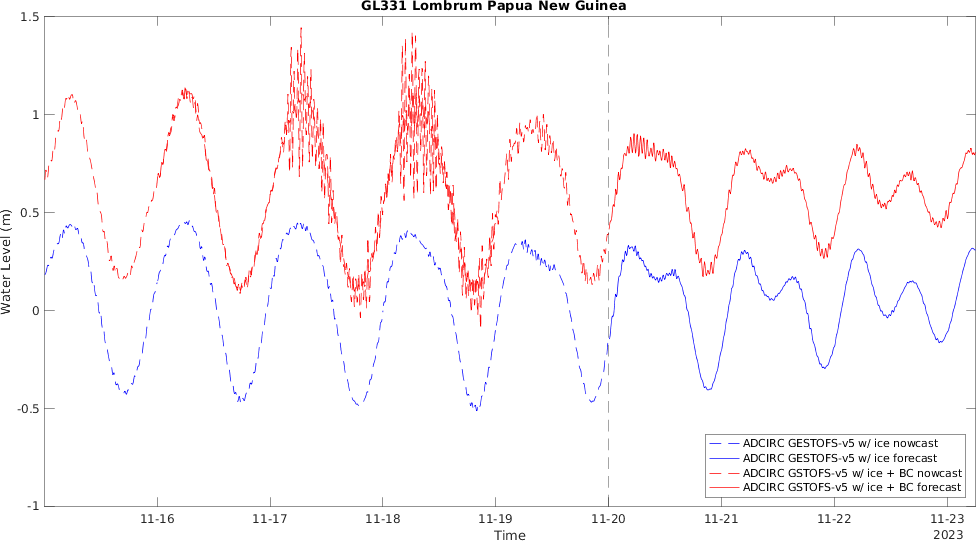 GL331 Lombrum Papua New Guinea
Water Level (m)
1.5
1
0.5
0
-0.5
-1
ADCIRC GESTOFS-v5 w/ ice nowcast
ADCIRC GESTOFS-v5 w/ ice forecast
ADCIRC GSTOFS-v5 w/ ice + BC nowcast
ADCIRC GSTOFS-v5 w/ ice + BC forecast
11-16 11-17 11-18 11-19 11-20 11-21 11-22 11-23
Time
2023